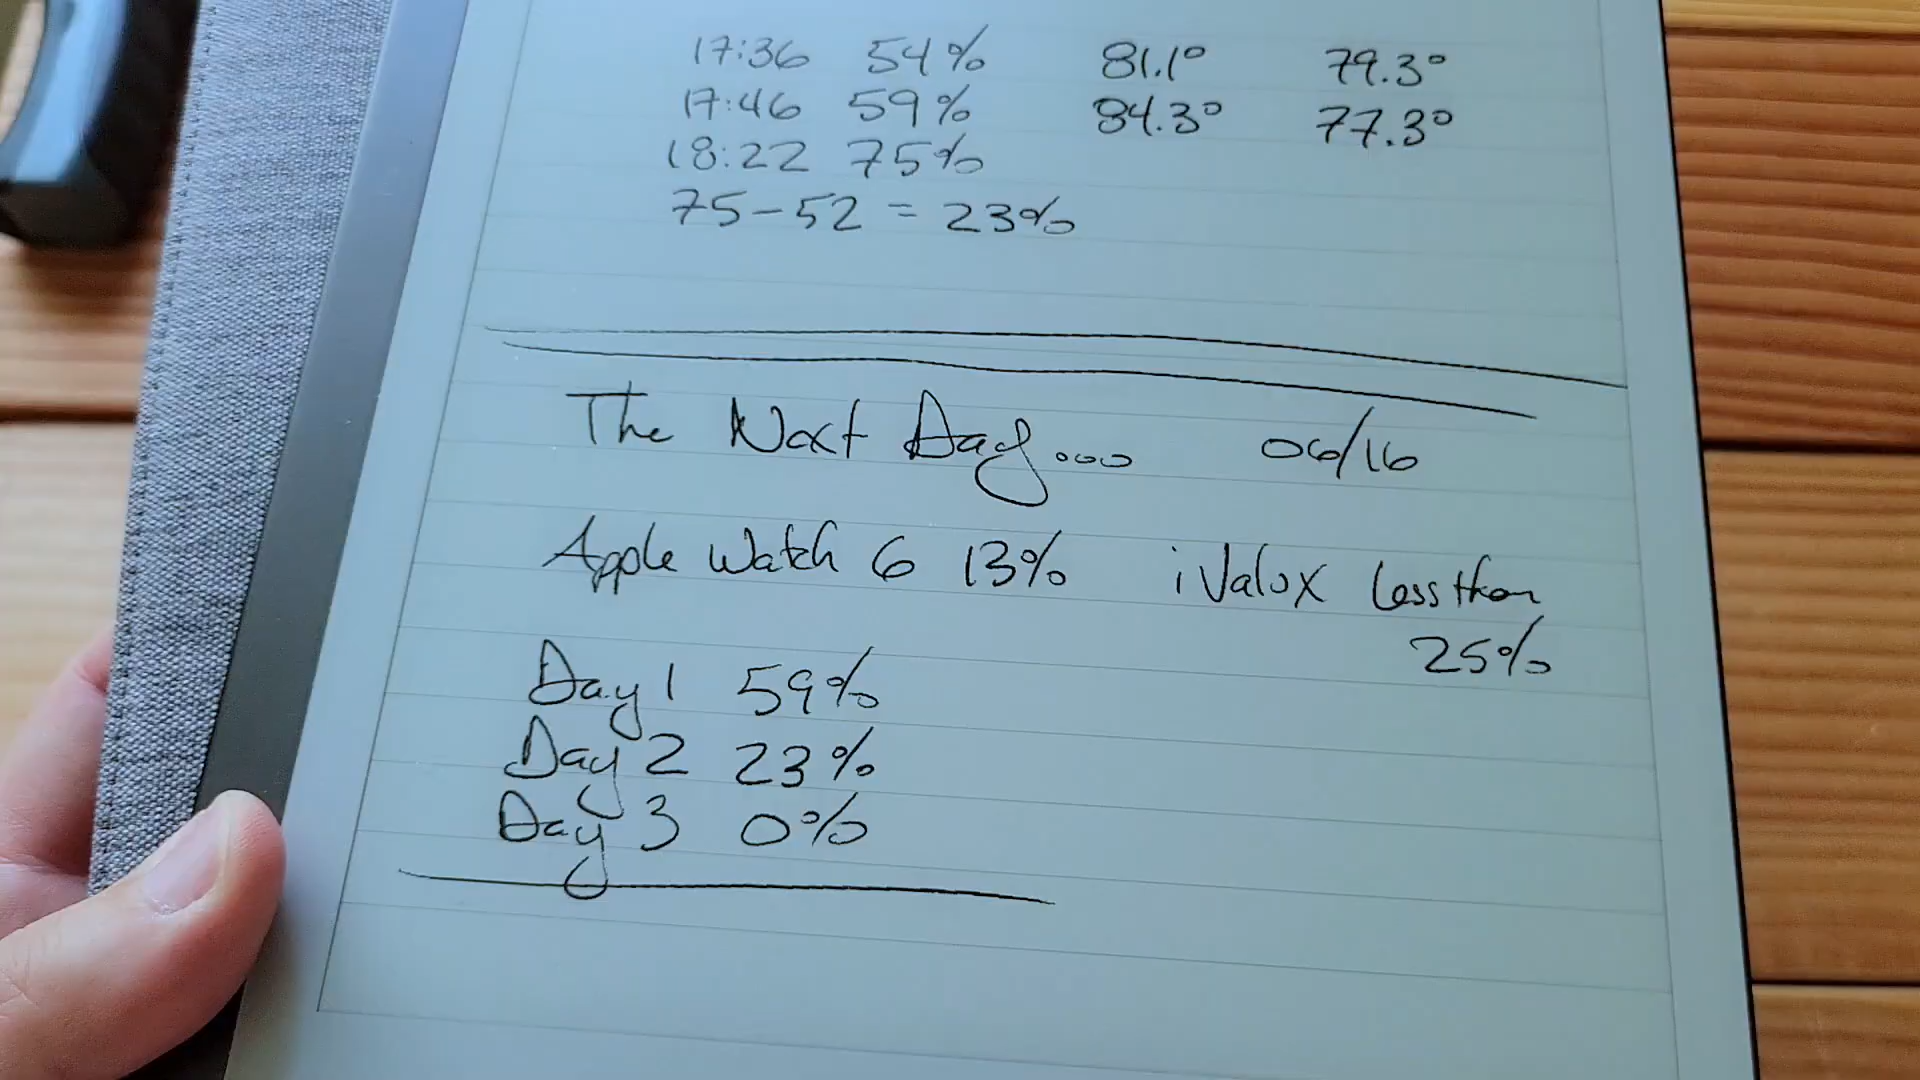 17:36 54% 81.1° 79.3°
17:46 59% 84.3° 77.3°
18:22 75%
75-52 = 23%
The Next Day... 06/16
Apple Watch 6 13% iValux Less than
25%
Day 1 59%
Day 2 23%
Day 3 0%